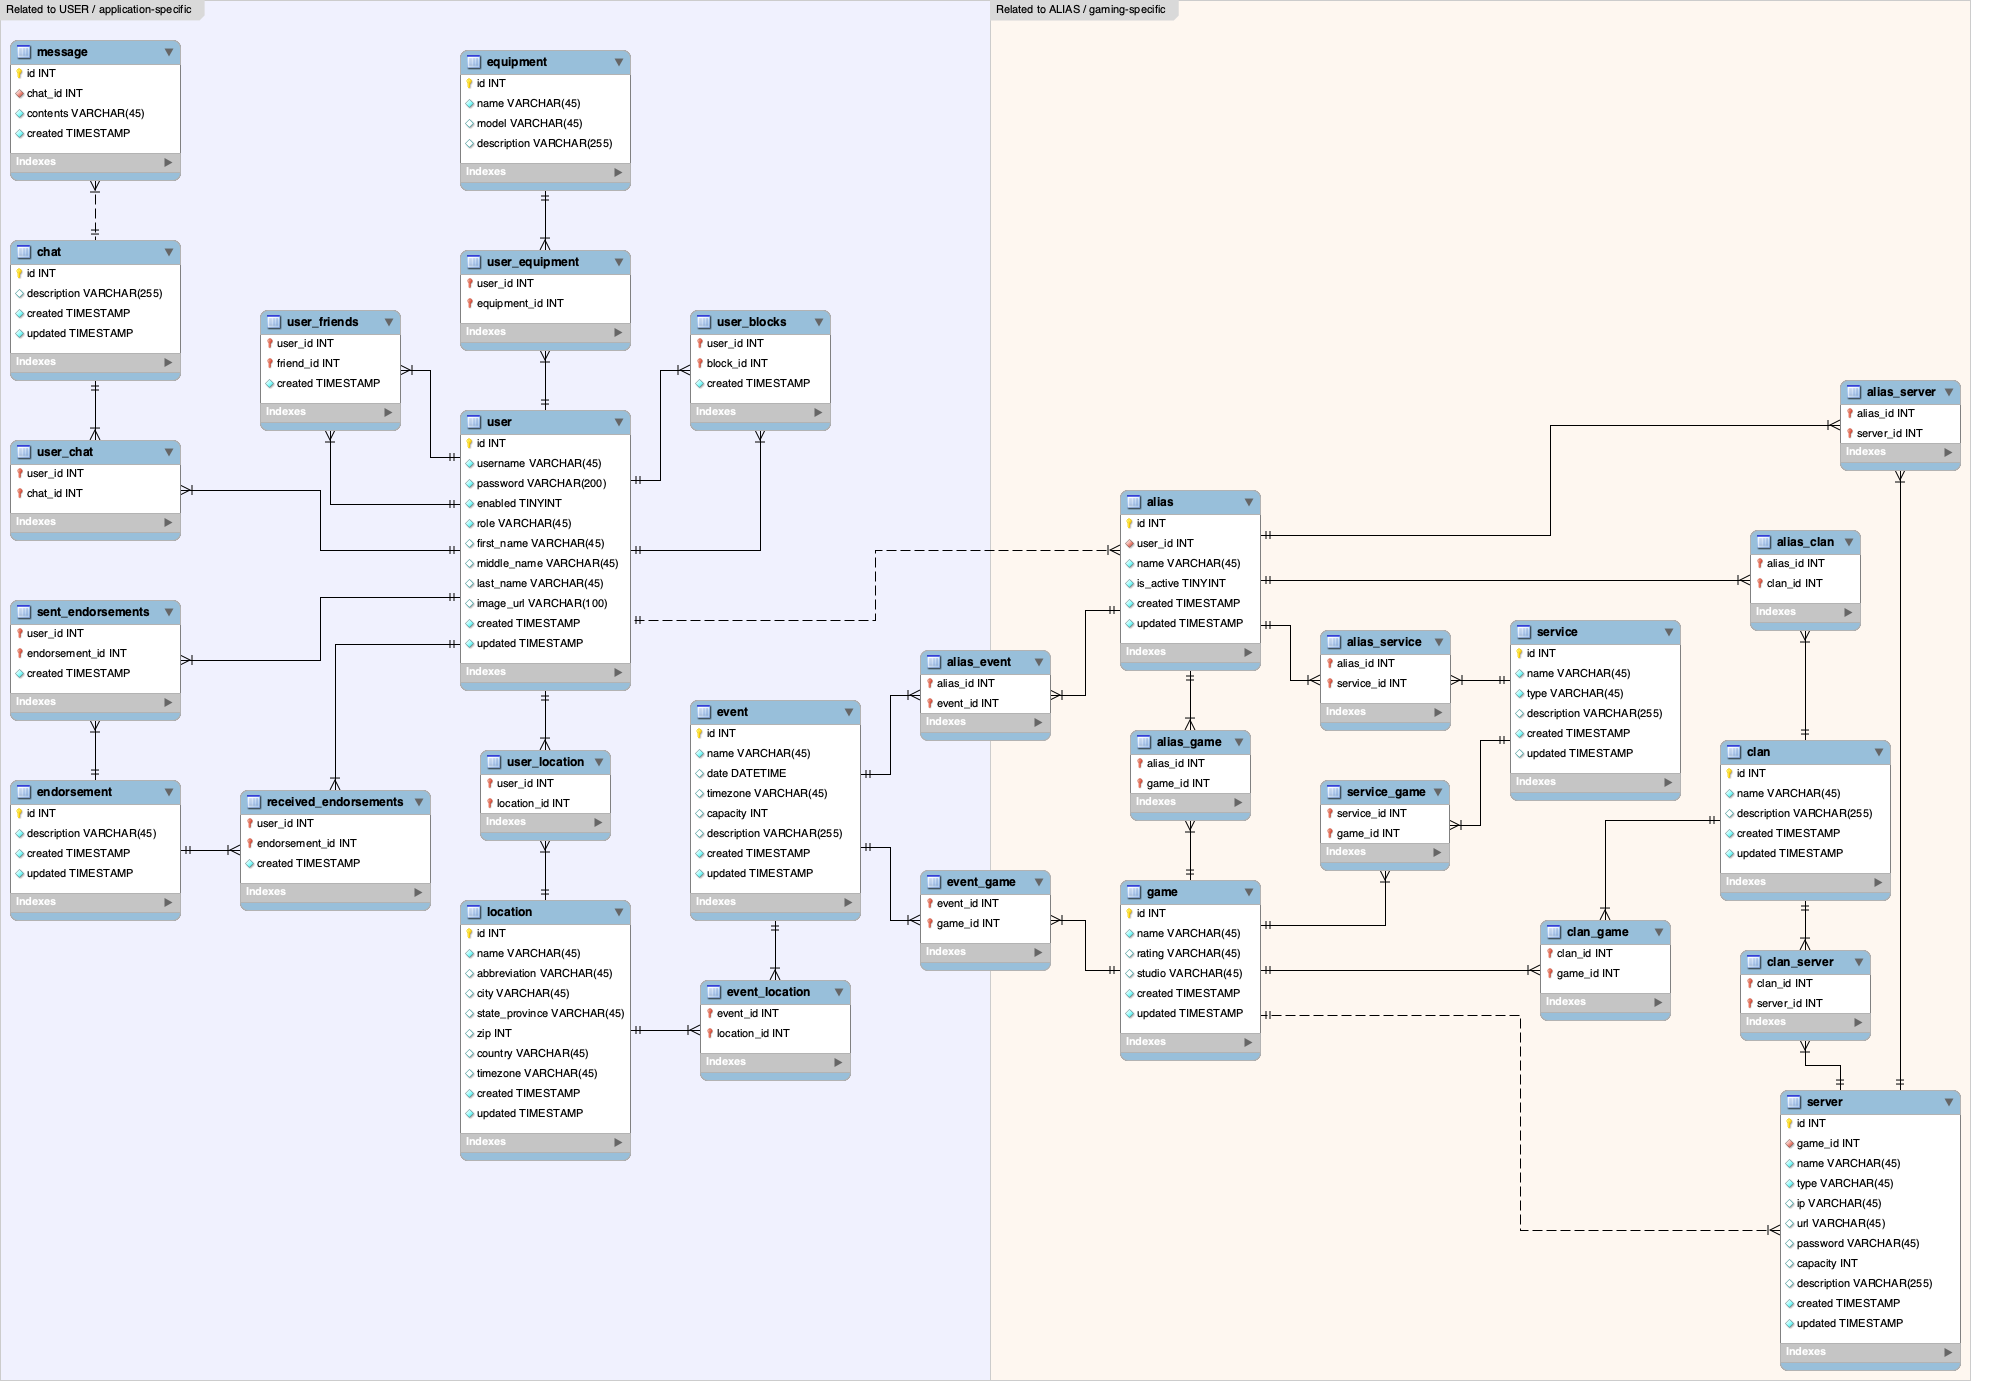 Related to USER / application-specific
message
id INT
chat_id INT
contents VARCHAR(45)
created TIMESTAMP
Indexes
chat
id INT
description VARCHAR(255)
created TIMESTAMP
updated TIMESTAMP
Indexes
user_chat
user_id INT
chat_id INT
Indexes
sent_endorsements
user_id INT
endorsement_id INT
created TIMESTAMP
Indexes
endorsement
id INT
description VARCHAR(45)
created TIMESTAMP
updated TIMESTAMP
Indexes
user_friends
user_id INT
friend_id INT
created TIMESTAMP
Indexes
received_endorsements
user_id INT
endorsement_id INT
created TIMESTAMP
Indexes
equipment
id INT
name VARCHAR(45)
model VARCHAR(45)
description VARCHAR(255)
Indexes
user_equipment
user_id INT
equipment_id INT
Indexes
user
id INT
username VARCHAR(45)
password VARCHAR(200)
enabled TINYINT
role VARCHAR(45)
first_name VARCHAR(45)
middle_name VARCHAR(45)
last_name VARCHAR(45)
image_url VARCHAR(100)
created TIMESTAMP
updated TIMESTAMP
Indexes
user_location
user_id INT
location_id INT
Indexes
location
id INT
name VARCHAR(45)
abbreviation VARCHAR(45)
city VARCHAR(45)
state_province VARCHAR(45)
zip INT
country VARCHAR(45)
timezone VARCHAR(45)
created TIMESTAMP
updated TIMESTAMP
Indexes
user_blocks
user_id INT
block_id INT
created TIMESTAMP
Indexes
event
id INT
name VARCHAR(45)
date DATETIME
timezone VARCHAR(45)
capacity INT
description VARCHAR(255)
created TIMESTAMP
updated TIMESTAMP
Indexes
event_location
event_id INT
location_id INT
Indexes
alias_event
alias_id INT
event_id INT
Indexes
event_game
event_id INT
game_id INT
Indexes
Related to ALIAS / gaming-specific
alias
id INT
user_id INT
name VARCHAR(45)
is_active TINYINT
created TIMESTAMP
updated TIMESTAMP
Indexes
alias_game
alias_id INT
game_id INT
Indexes
game
id INT
name VARCHAR(45)
rating VARCHAR(45)
studio VARCHAR(45)
created TIMESTAMP
updated TIMESTAMP
Indexes
alias_service
alias_id INT
service_id INT
Indexes
service_game
service_id INT
game_id INT
Indexes
service
id INT
name VARCHAR(45)
type VARCHAR(45)
description VARCHAR(255)
created TIMESTAMP
updated TIMESTAMP
Indexes
clan_game
clan_id INT
game_id INT
Indexes
alias_server
alias_id INT
server_id INT
Indexes
alias_clan
alias_id INT
clan_id INT
Indexes
clan
id INT
name VARCHAR(45)
description VARCHAR(255)
created TIMESTAMP
updated TIMESTAMP
Indexes
clan_server
clan_id INT
server_id INT
Indexes
server
id INT
game_id INT
name VARCHAR(45)
type VARCHAR(45)
ip VARCHAR(45)
url VARCHAR(45)
password VARCHAR(45)
capacity INT
description VARCHAR(255)
created TIMESTAMP
updated TIMESTAMP
Indexes